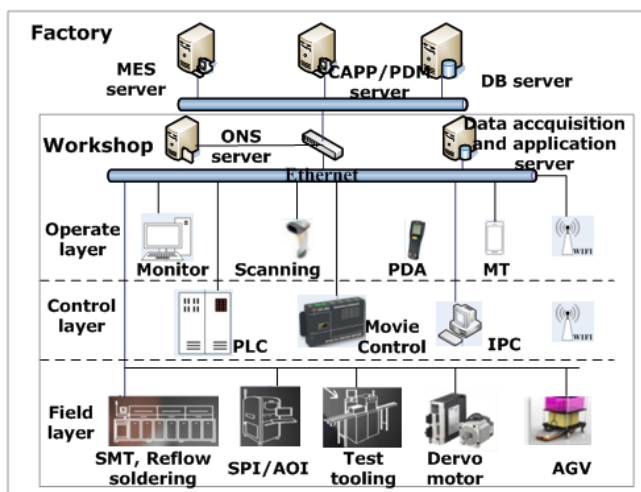 Factory
MES
server
CAPP/PDM
server
DB server
Workshop
ONS
server
Data accquisition
and application
server
Ethernet
Operate
layer
Monitor
Scanning
PDA
MT
WIFI
Control
layer
PLC
Movie
Control
IPC
WIFI
Field
layer
SMT, Reflow
soldering
SPI/AOI
Test
tooling
Dervo
motor
AGV